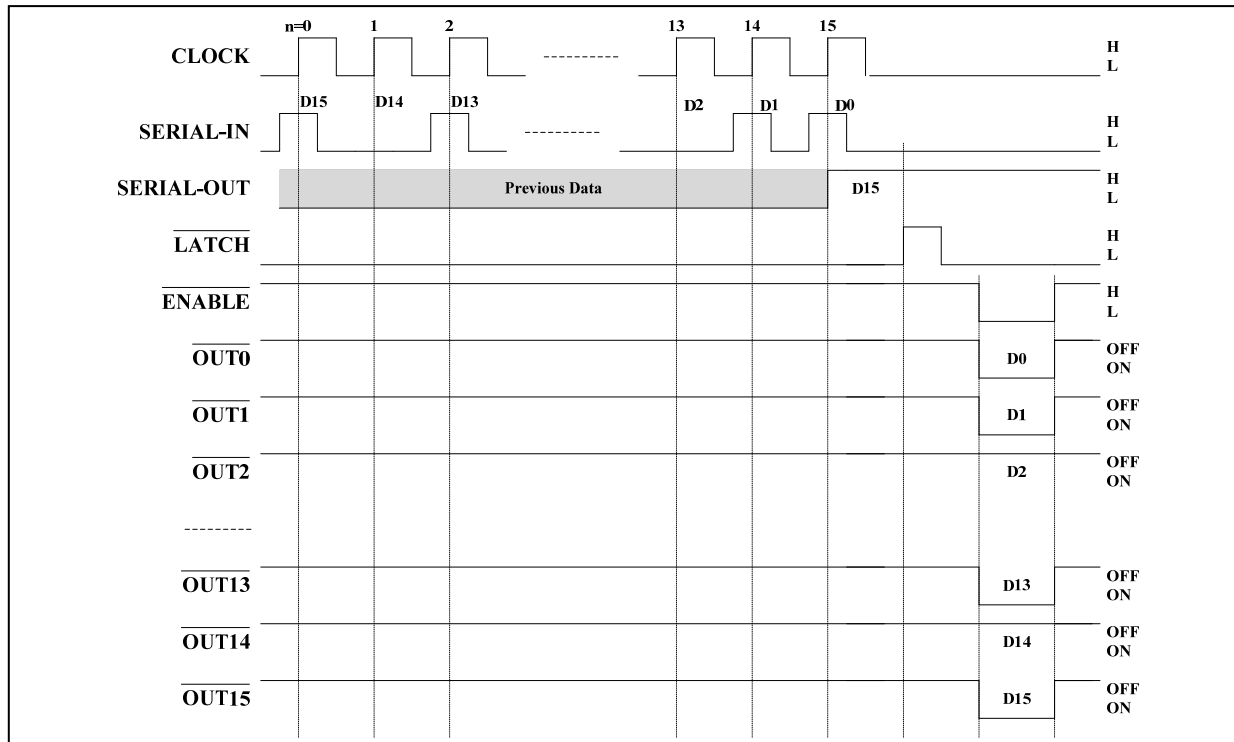 n=0 1 2 13 14 15
CLOCK H
L
D15 D14 D13 D2 D1 D0
SERIAL-IN H
L
SERIAL-OUT Previous Data D15 H
L
LATCH H
L
ENABLE H
L
OUT0 D0 OFF
ON
OUT1 D1 OFF
ON
OUT2 D2 OFF
ON
OUT13 D13 OFF
ON
OUT14 D14 OFF
ON
OUT15 D15 OFF
ON